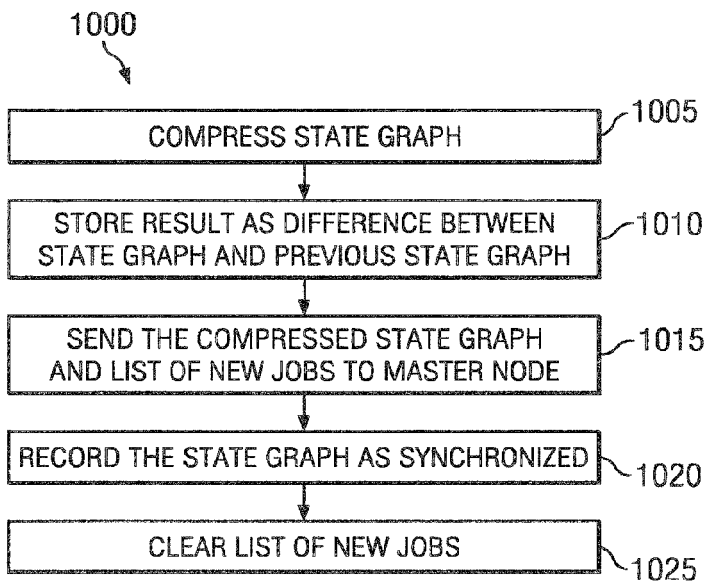 1000
COMPRESS STATE GRAPH
1005
STORE RESULT AS DIFFERENCE BETWEEN
STATE GRAPH AND PREVIOUS STATE GRAPH
1010
SEND THE COMPRESSED STATE GRAPH
AND LIST OF NEW JOBS TO MASTER NODE
1015
RECORD THE STATE GRAPH AS SYNCHRONIZED
1020
CLEAR LIST OF NEW JOBS
1025